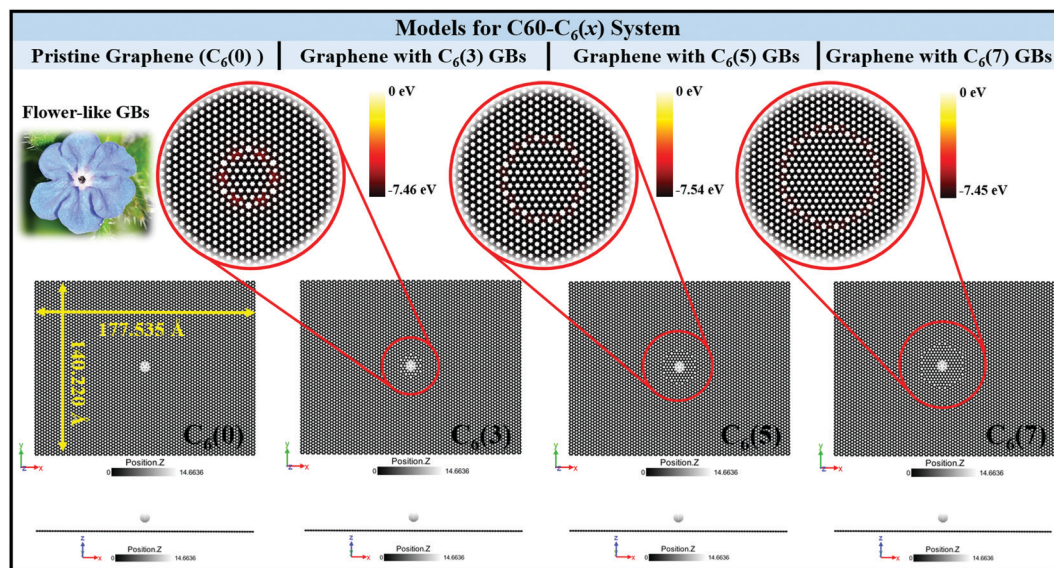 Models for C60-C₆(x) System
Pristine Graphene (C₆(0) )
Graphene with C₆(3) GBs
Graphene with C₆(5) GBs
Graphene with C₆(7) GBs
Flower-like GBs
0 eV
-7.46 eV
0 eV
-7.54 eV
0 eV
-7.45 eV
177.535 Å
140.220 Å
C₆(0)
C₆(3)
C₆(5)
C₆(7)
y
z
x
Position.Z
0
14.6636
y
z
x
Position.Z
0
14.6636
y
z
x
Position.Z
0
14.6636
y
z
x
Position.Z
0
14.6636
z
y
x
Position.Z
0
14.6636
z
y
x
Position.Z
0
14.6636
z
y
x
Position.Z
0
14.6636
z
y
x
Position.Z
0
14.6636